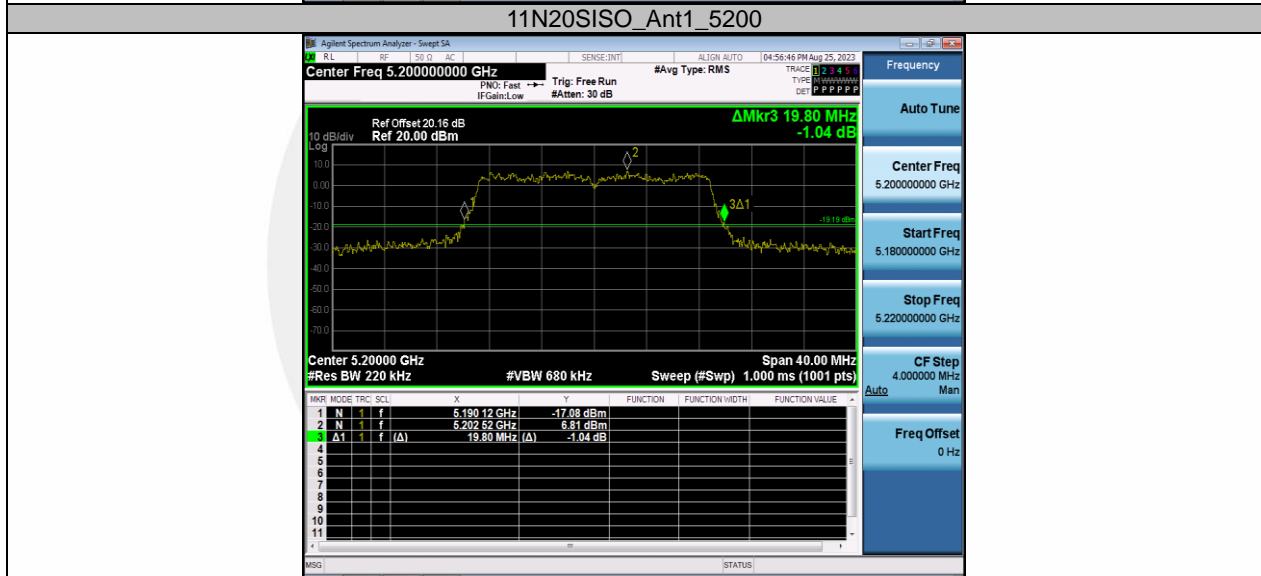 11N20SISO_Ant1_5200
Agilent Spectrum Analyzer - Swept SA
RL RF 50 Ω AC SENSE:INT ALIGN AUTO 04:56:46 PM Aug 25, 2023
Center Freq 5.200000000 GHz #Avg Type: RMS TRACE 1 2 3 4 5 6
PNO: Fast Trig: Free Run TYPE M WWWWW
IFGain:Low #Atten: 30 dB DET P P P P P P
Frequency
Auto Tune
Center Freq
5.200000000 GHz
Start Freq
5.180000000 GHz
Stop Freq
5.220000000 GHz
CF Step
4.000000 MHz
Auto Man
Freq Offset
0 Hz
Ref Offset 20.16 dB ΔMkr3 19.80 MHz
10 dB/div Ref 20.00 dBm -1.04 dB
Log
10.0
0.00
-10.0
-20.0
-30.0
-40.0
-50.0
-60.0
-70.0
2
3Δ1
-19.19 dBm
Center 5.20000 GHz Span 40.00 MHz
#Res BW 220 kHz #VBW 680 kHz Sweep (#Swp) 1.000 ms (1001 pts)
MKR MODE TRC SCL X Y FUNCTION FUNCTION WIDTH FUNCTION VALUE
1 N 1 f 5.190 12 GHz -17.08 dBm
2 N 1 f 5.202 52 GHz 6.81 dBm
3 Δ1 1 f (Δ) 19.80 MHz (Δ) -1.04 dB
4
5
6
7
8
9
10
11
MSG STATUS